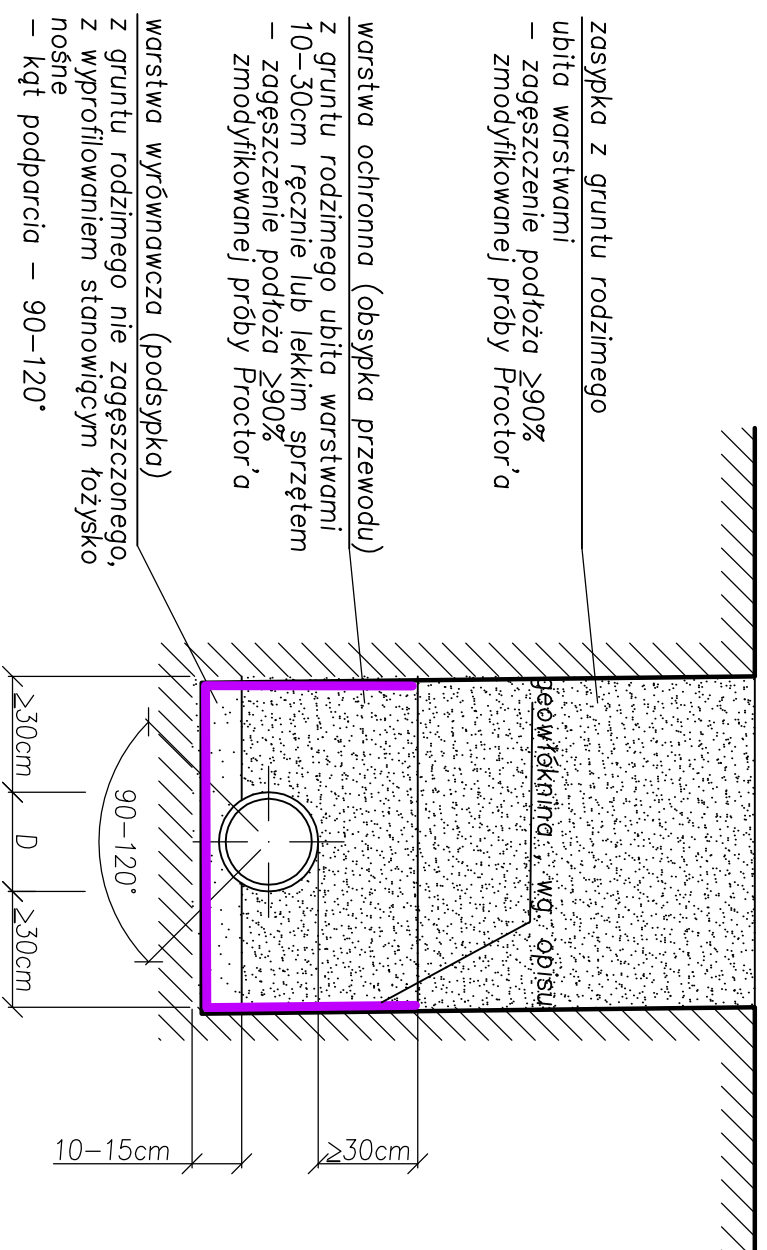 zasypka z gruntu rodzimego
ubita warstwami
– zagęszczenie podłoża ≥90%
zmodyfikowanej próby Proctor'a
warstwa ochronna (obsypka przewodu)
z gruntu rodzimego ubita warstwami
10–30cm ręcznie lub lekkim sprzętem
– zagęszczenie podłoża ≥90%
zmodyfikowanej próby Proctor'a
warstwa wyrównawcza (podsypka)
z gruntu rodzimego nie zagęszczonego,
z wyprofilowaniem stanowiącym łożysko
nośne
– kąt podparcia – 90–120°
geowłóknina , wg opisu
≥30cm
10–15cm
90–120°
≥30cm
D
≥30cm